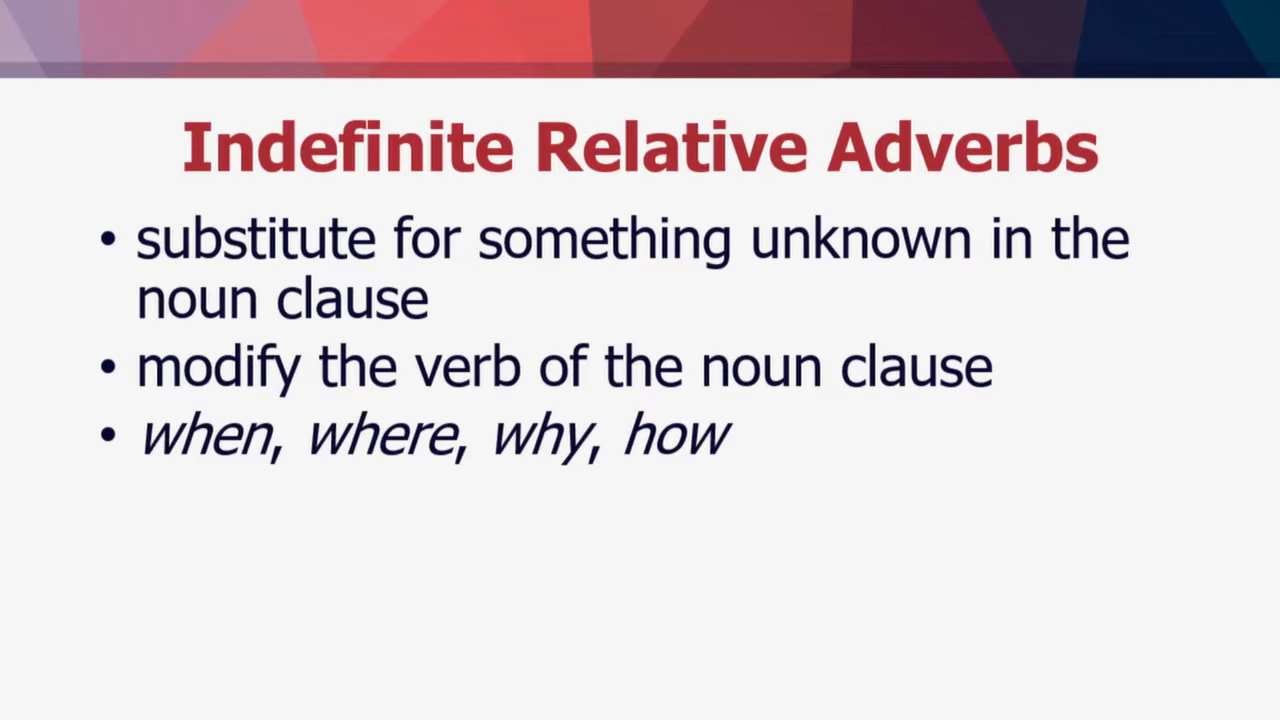 Indefinite Relative Adverbs
• substitute for something unknown in the
noun clause
• modify the verb of the noun clause
• when, where, why, how